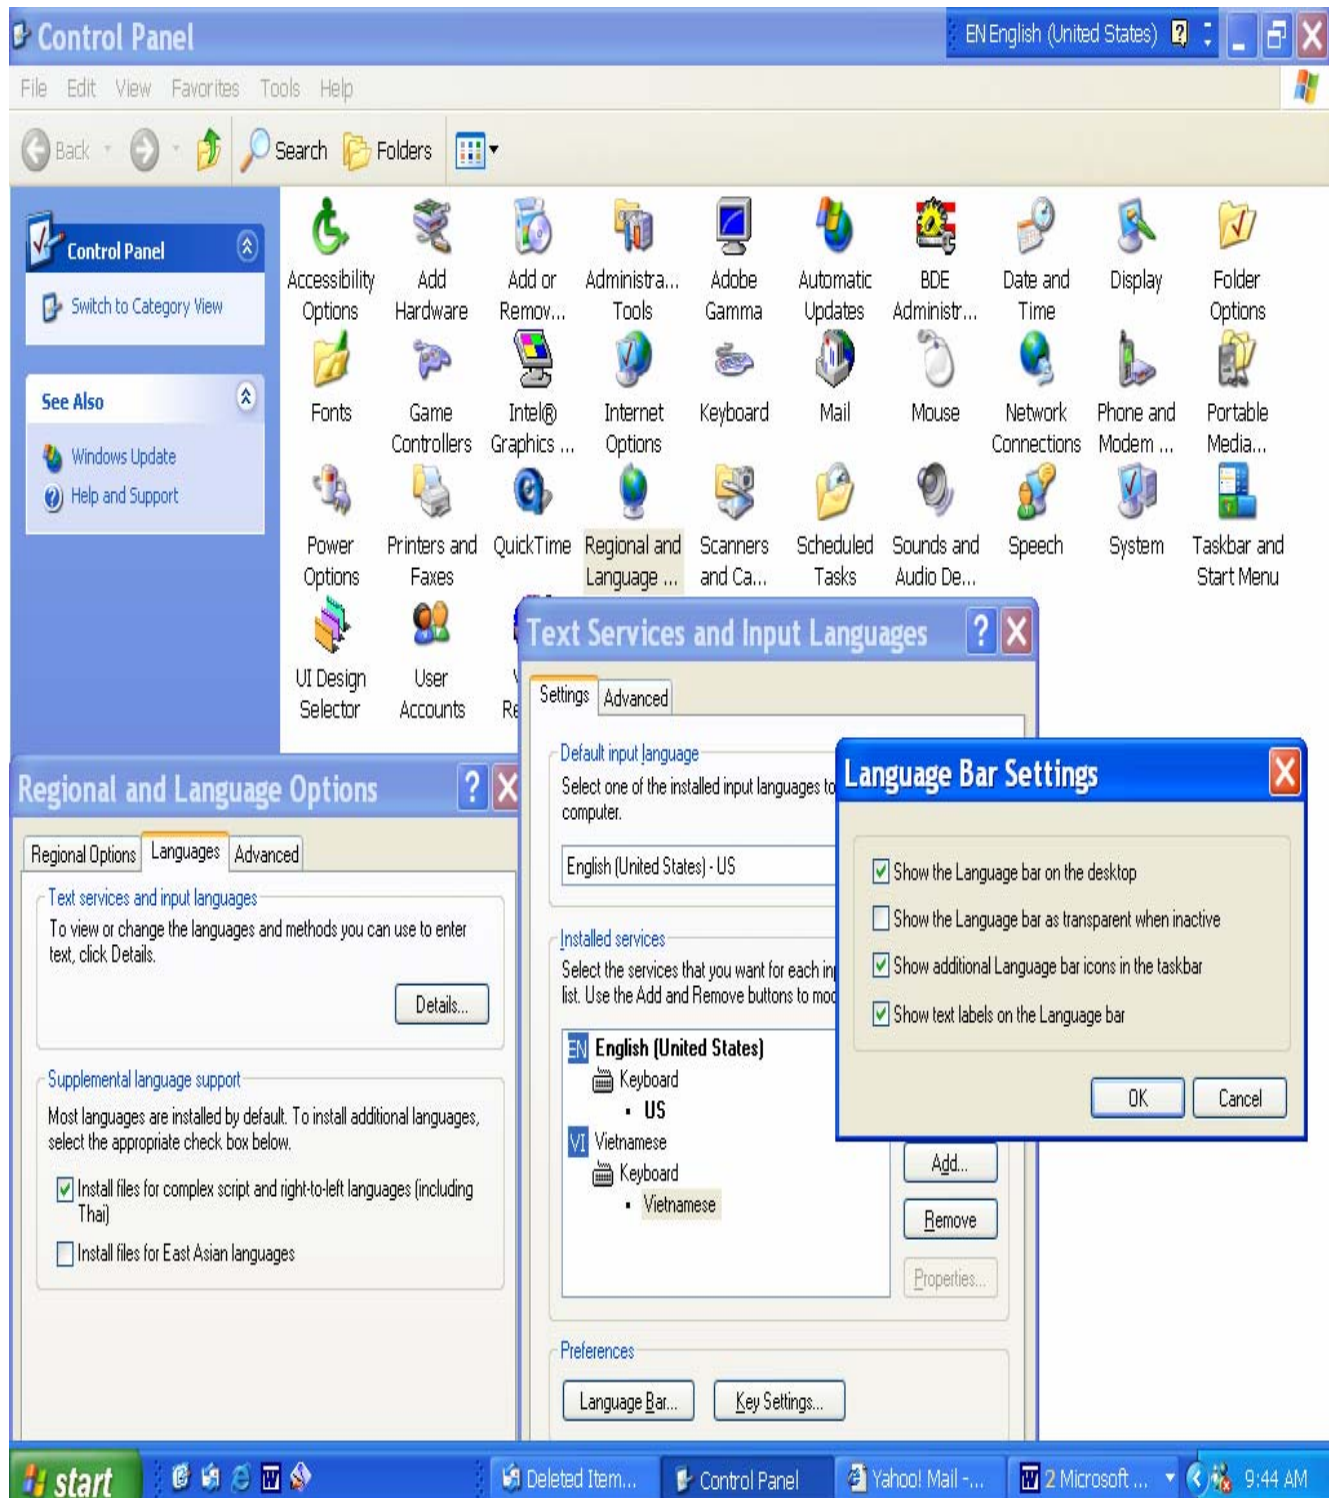 Control Panel
EN English (United States)
File Edit View Favorites Tools Help
Back Search Folders
Control Panel
Switch to Category View
See Also
Windows Update
Help and Support
Accessibility Options
Add Hardware
Add or Remov...
Administra... Tools
Adobe Gamma
Automatic Updates
BDE Administr...
Date and Time
Display
Folder Options
Fonts
Game Controllers
Intel® Graphics ...
Internet Options
Keyboard
Mail
Mouse
Network Connections
Phone and Modem ...
Portable Media...
Power Options
Printers and Faxes
QuickTime
Regional and Language ...
Scanners and Ca...
Scheduled Tasks
Sounds and Audio De...
Speech
System
Taskbar and Start Menu
UI Design Selector
User Accounts
Regional and Language Options
Regional Options Languages Advanced
Text services and input languages
To view or change the languages and methods you can use to enter
text, click Details.
Details...
Supplemental language support
Most languages are installed by default. To install additional languages,
select the appropriate check box below.
Install files for complex script and right-to-left languages (including
Thai)
Install files for East Asian languages
Text Services and Input Languages
Settings Advanced
Default input language
Select one of the installed input languages to
computer.
English (United States) - US
Installed services
Select the services that you want for each
list. Use the Add and Remove buttons to
EN English (United States)
Keyboard
• US
VI Vietnamese
Keyboard
• Vietnamese
Add...
Remove
Properties...
Preferences
Language Bar... Key Settings...
Language Bar Settings
Show the Language bar on the desktop
Show the Language bar as transparent when inactive
Show additional Language bar icons in the taskbar
Show text labels on the Language bar
OK Cancel
start Deleted Item... Control Panel Yahoo! Mail -... 2 Microsoft ... 9:44 AM